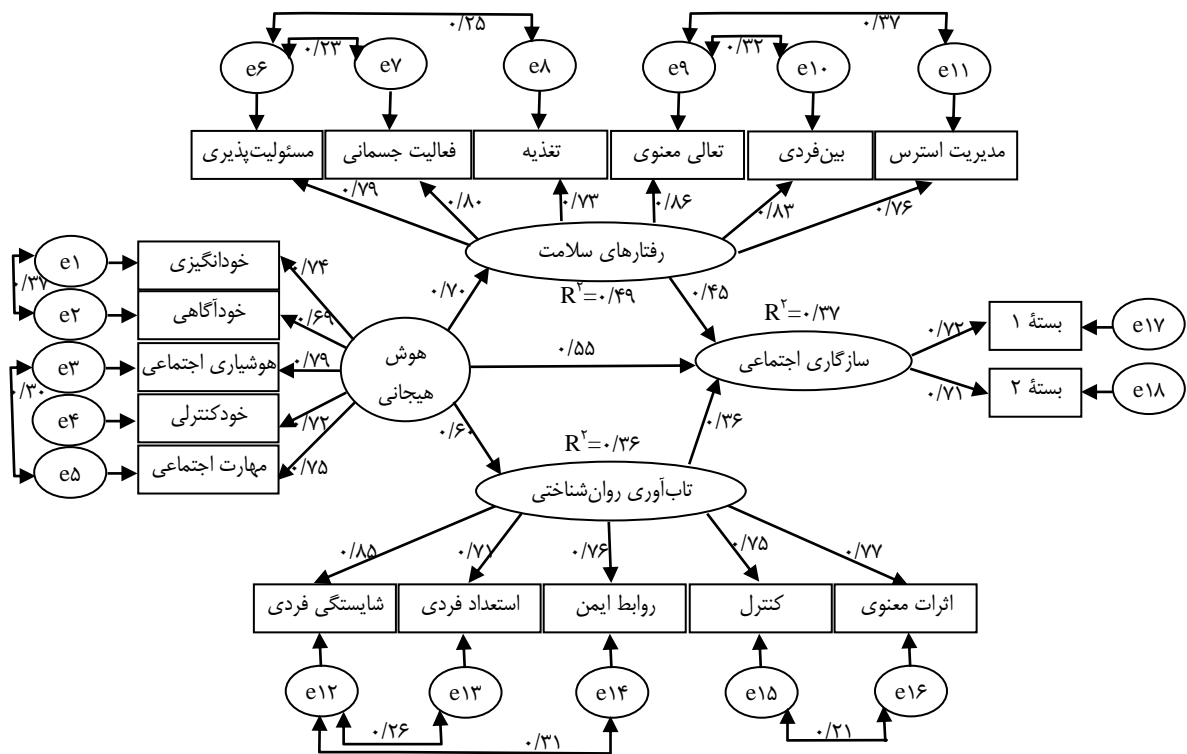 ۰/۲۵
۰/۳۷
۰/۲۳
۰/۳۲
e۶
e۷
e۸
e۹
e۱۰
e۱۱
مسئولیت‌پذیری
فعالیت جسمانی
تغذیه
تعالی معنوی
بین‌فردی
مدیریت استرس
۰/۷۹
۰/۸۰
۰/۷۳
۰/۸۶
۰/۸۳
۰/۷۶
رفتارهای سلامت
R۲=۰/۴۹
e۱
خودانگیزی
۰/۷۴
۰/۳۷
e۲
خودآگاهی
۰/۶۹
e۳
هوشیاری اجتماعی
۰/۷۹
۰/۳۰
e۴
خودکنترلی
۰/۷۲
e۵
مهارت اجتماعی
۰/۷۵
هوش
هیجانی
۰/۷۰
۰/۵۵
۰/۶۰
۰/۴۵
R۲=۰/۳۷
سازگاری اجتماعی
۰/۷۲
بستهٔ ۱
e۱۷
۰/۷۱
بستهٔ ۲
e۱۸
۰/۳۶
R۲=۰/۳۶
تاب‌آوری روان‌شناختی
۰/۸۵
۰/۷۱
۰/۷۶
۰/۷۵
۰/۷۷
شایستگی فردی
استعداد فردی
روابط ایمن
کنترل
اثرات معنوی
e۱۲
e۱۳
e۱۴
e۱۵
e۱۶
۰/۲۶
۰/۳۱
۰/۲۱